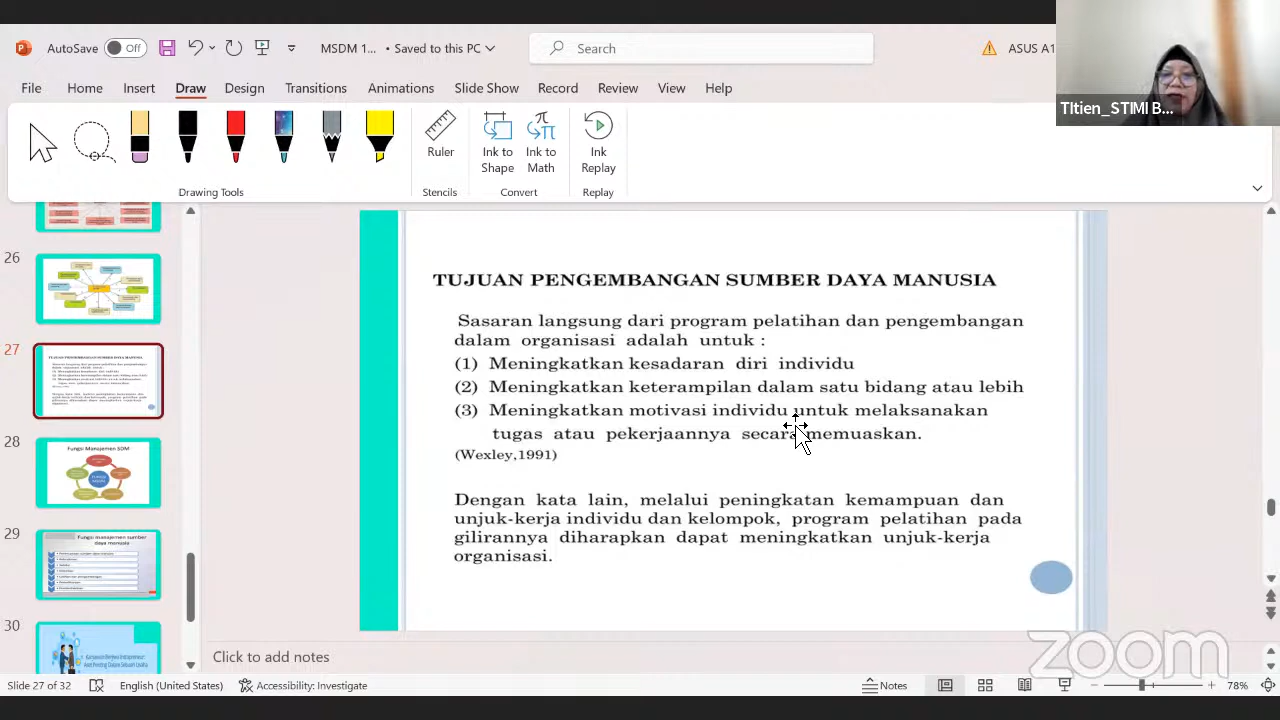 AutoSave Off MSDM 1... • Saved to this PC Search ASUS A1
File Home Insert Draw Design Transitions Animations Slide Show Record Review View Help
TItien_STIMI B...
Ruler Ink to Shape Ink to Math Ink Replay
Drawing Tools Stencils Convert Replay
26
27
28
Fungsi Manajemen SDM
29
Fungsi manajemen sumber daya manusia
30
TUJUAN PENGEMBANGAN SUMBER DAYA MANUSIA
Sasaran langsung dari program pelatihan dan pengembangan
dalam organisasi adalah untuk :
(1) Meningkatkan kesadaran diri individu
(2) Meningkatkan keterampilan dalam satu bidang atau lebih
(3) Meningkatkan motivasi individu untuk melaksanakan
tugas atau pekerjaannya secara memuaskan.
(Wexley,1991)
Dengan kata lain, melalui peningkatan kemampuan dan
unjuk-kerja individu dan kelompok, program pelatihan pada
gilirannya diharapkan dapat meningkatkan unjuk-kerja
organisasi.
Click to add notes
zoom
Slide 27 of 32 English (United States) Accessibility: Investigate Notes 78%